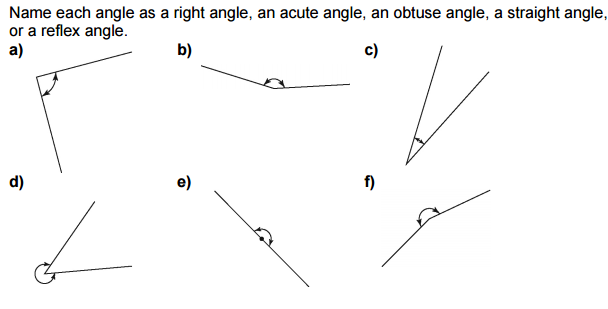 Name each angle as a right angle, an acute angle, an obtuse angle, a straight angle,
or a reflex angle.
a) b) c)
d) e) f)